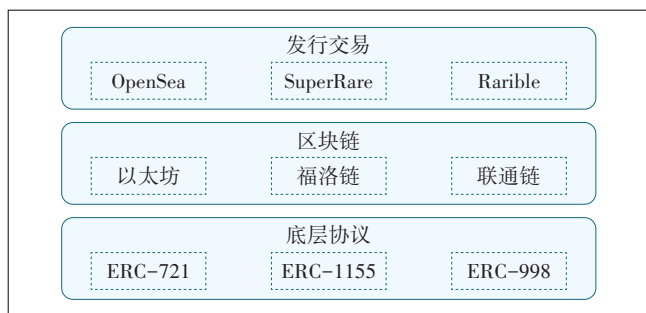 发行交易
OpenSea SuperRare Rarible
区块链
以太坊 福洛链 联通链
底层协议
ERC-721 ERC-1155 ERC-998